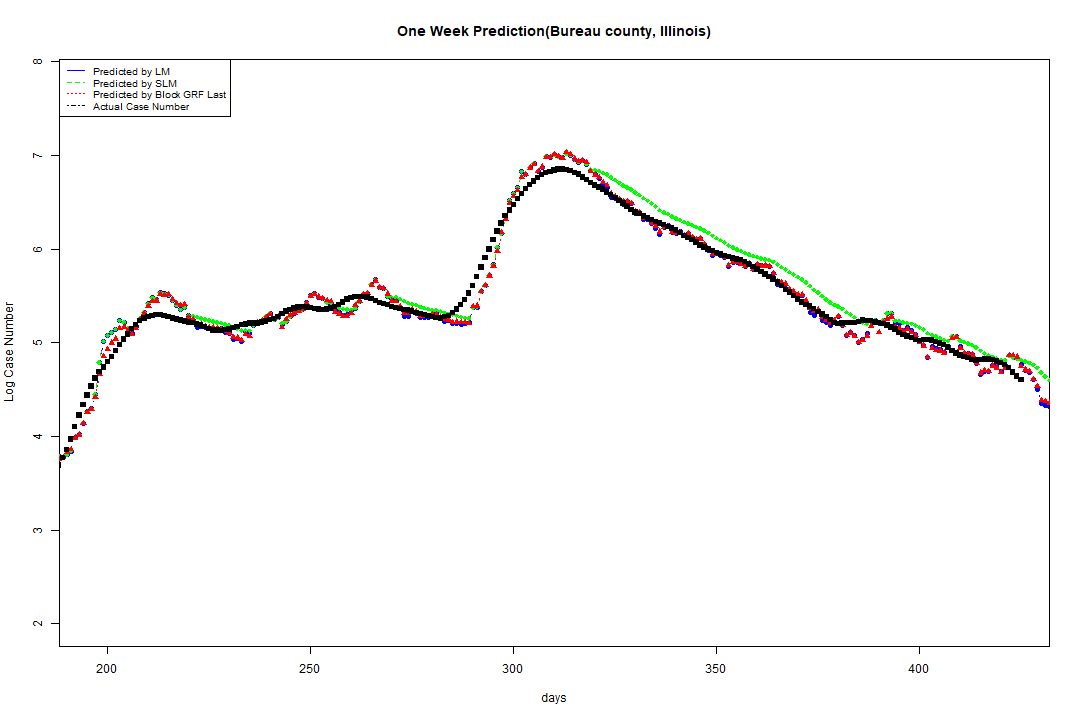 One Week Prediction(Bureau county, Illinois)
Predicted by LM
Predicted by SLM
Predicted by Block GRF Last
Actual Case Number
8
7
6
5
4
3
2
Log Case Number
200 250 300 350 400
days